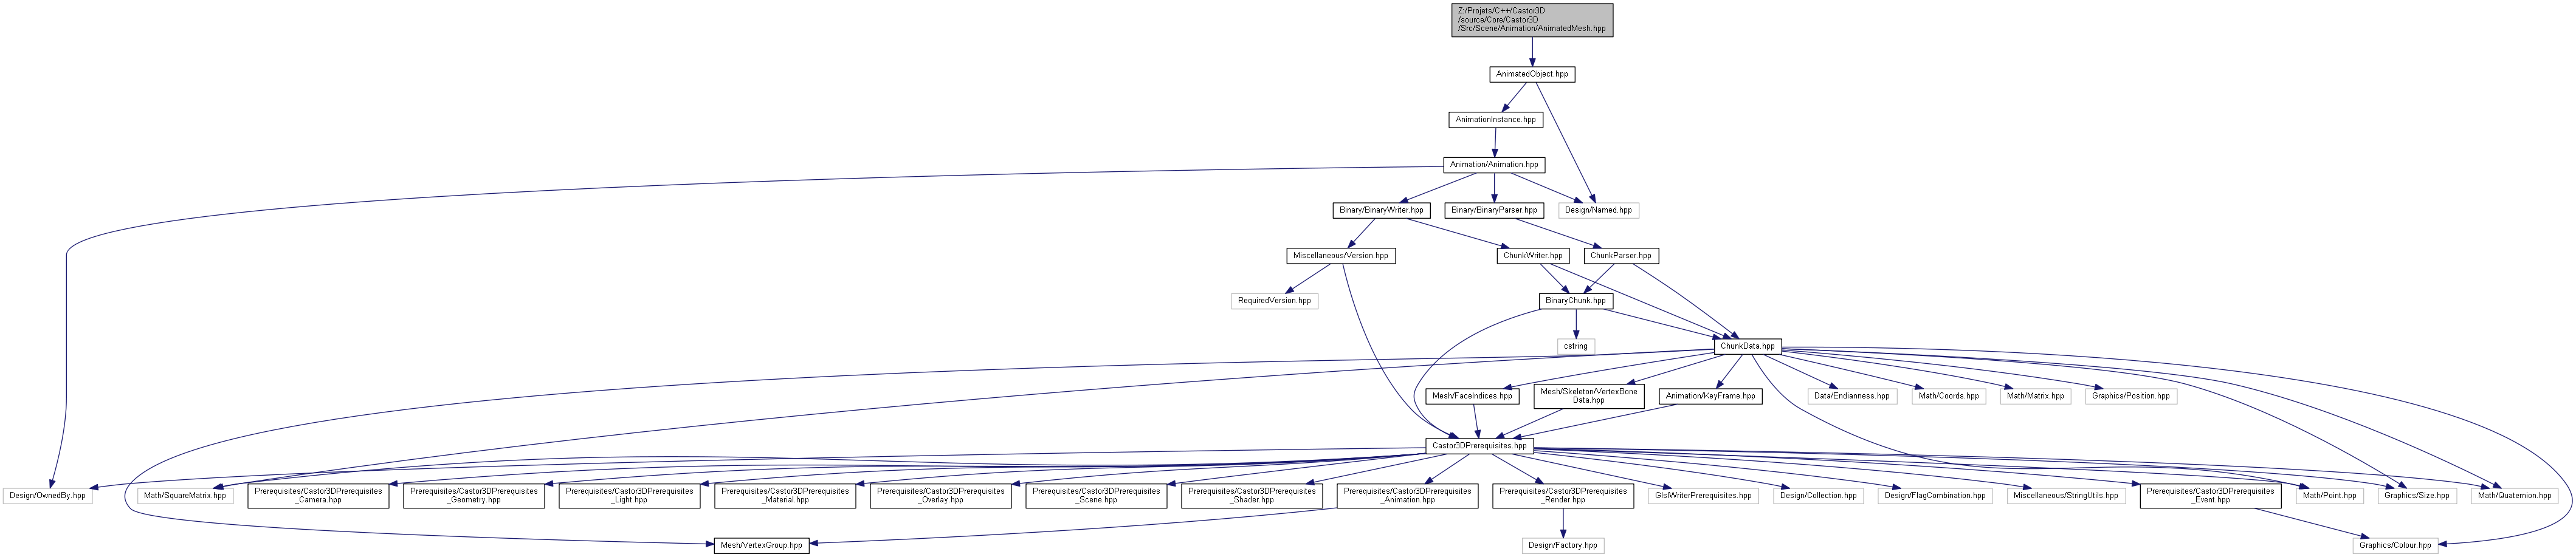 Z:/Projets/C++/Castor3D
/source/Core/Castor3D
/Src/Scene/Animation/AnimatedMesh.hpp
AnimatedObject.hpp
AnimationInstance.hpp
Animation/Animation.hpp
Binary/BinaryWriter.hpp
Binary/BinaryParser.hpp
Design/Named.hpp
Miscellaneous/Version.hpp
ChunkWriter.hpp
ChunkParser.hpp
RequiredVersion.hpp
BinaryChunk.hpp
cstring
ChunkData.hpp
Mesh/FaceIndices.hpp
Mesh/Skeleton/VertexBone
Data.hpp
Animation/KeyFrame.hpp
Data/Endianness.hpp
Math/Coords.hpp
Math/Matrix.hpp
Graphics/Position.hpp
Castor3DPrerequisites.hpp
Design/OwnedBy.hpp
Math/SquareMatrix.hpp
Prerequisites/Castor3DPrerequisites
_Camera.hpp
Prerequisites/Castor3DPrerequisites
_Geometry.hpp
Prerequisites/Castor3DPrerequisites
_Light.hpp
Prerequisites/Castor3DPrerequisites
_Material.hpp
Prerequisites/Castor3DPrerequisites
_Overlay.hpp
Prerequisites/Castor3DPrerequisites
_Scene.hpp
Prerequisites/Castor3DPrerequisites
_Shader.hpp
Prerequisites/Castor3DPrerequisites
_Animation.hpp
Prerequisites/Castor3DPrerequisites
_Render.hpp
GlslWriterPrerequisites.hpp
Design/Collection.hpp
Design/FlagCombination.hpp
Miscellaneous/StringUtils.hpp
Prerequisites/Castor3DPrerequisites
_Event.hpp
Math/Point.hpp
Graphics/Size.hpp
Math/Quaternion.hpp
Mesh/VertexGroup.hpp
Design/Factory.hpp
Graphics/Colour.hpp